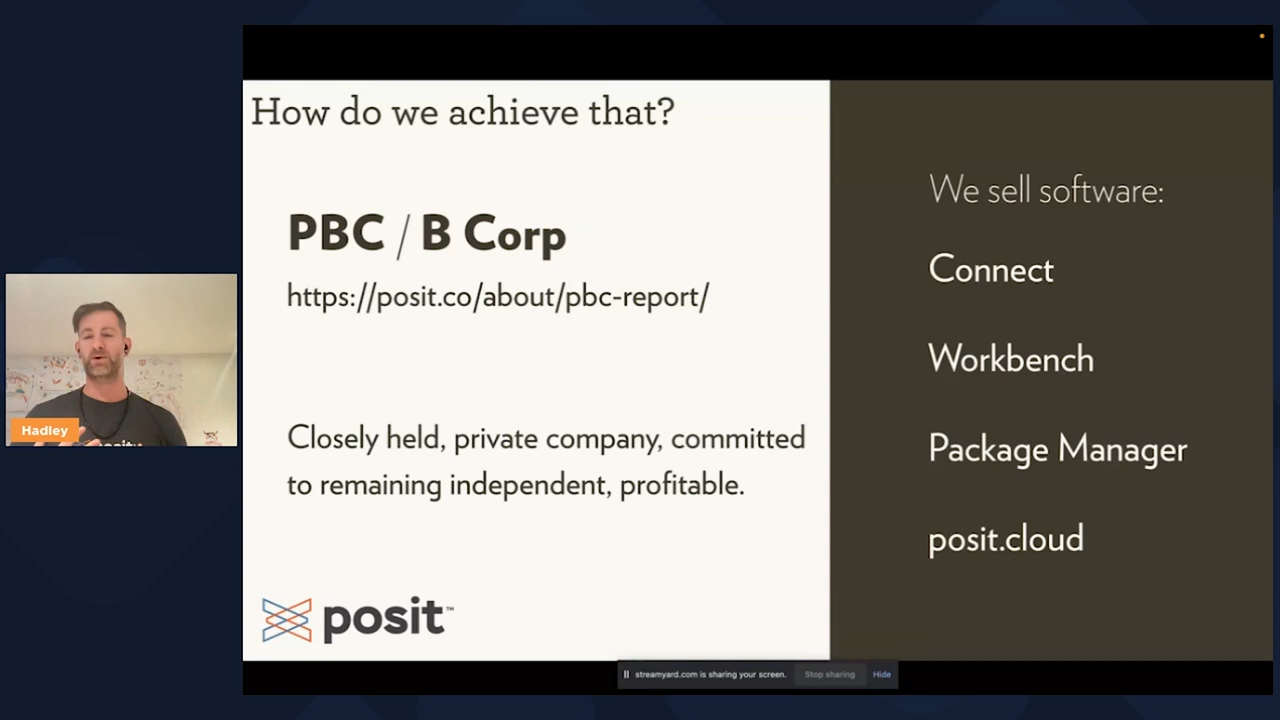 How do we achieve that?
PBC / B Corp
https://posit.co/about/pbc-report/
Closely held, private company, committed
to remaining independent, profitable.
posit™
We sell software:
Connect
Workbench
Package Manager
posit.cloud
Hadley
streamyard.com is sharing your screen.
Stop sharing
Hide